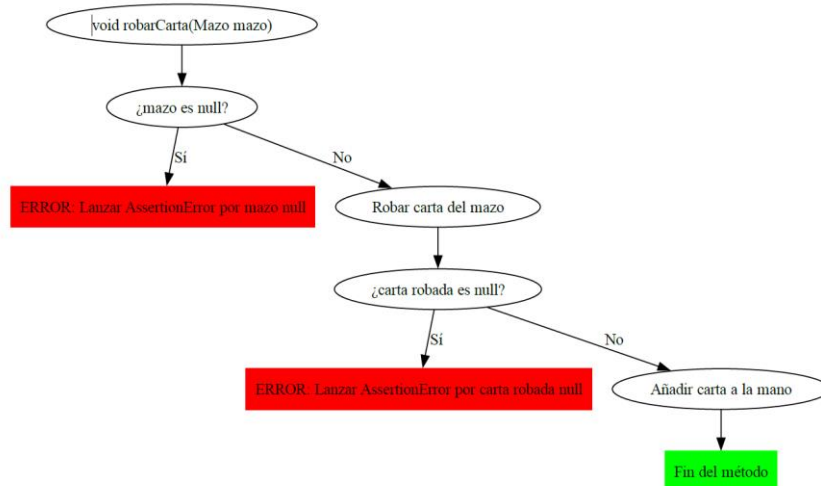 void robarCarta(Mazo mazo)
¿mazo es null?
Sí
No
ERROR: Lanzar AssertionError por mazo null
Robar carta del mazo
¿carta robada es null?
Sí
No
ERROR: Lanzar AssertionError por carta robada null
Añadir carta a la mano
Fin del método